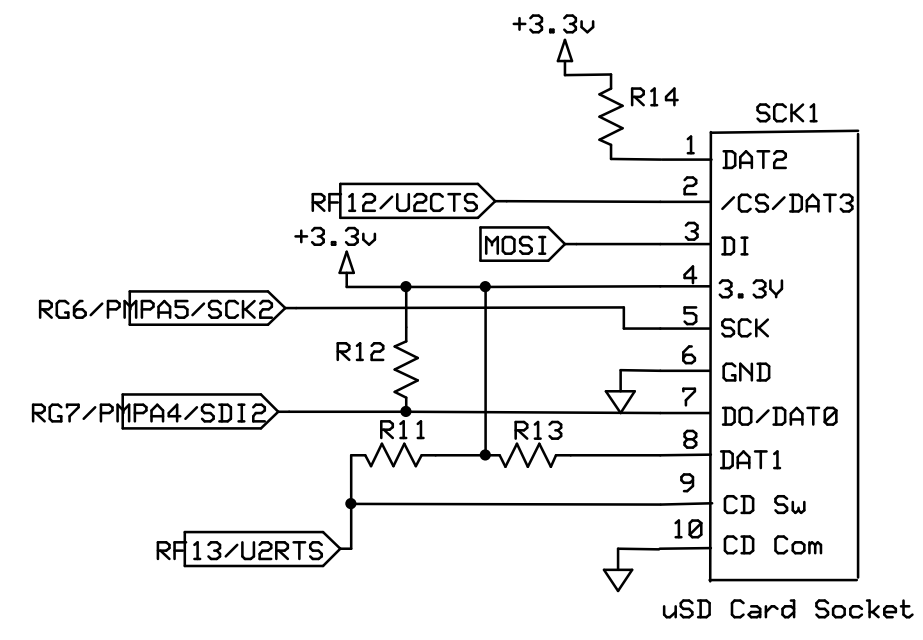 +3.3v
R14
SCK1
1 DAT2
2 /CS/DAT3
RF12/U2CTS
3 DI
MOSI
+3.3v
4 3.3V
RG6/PMPA5/SCK2
5 SCK
R12
6 GND
RG7/PMPA4/SDI2
7 DO/DAT0
R11 R13
8 DAT1
9 CD Sw
10 CD Com
RF13/U2RTS
uSD Card Socket